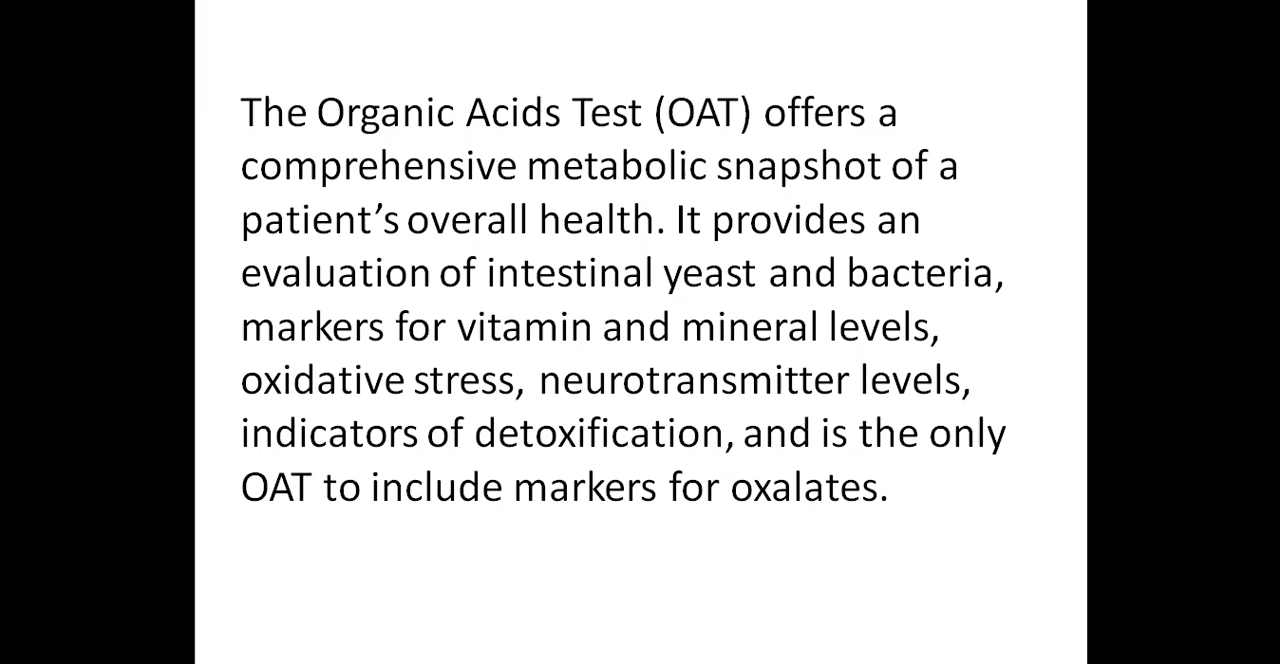 The Organic Acids Test (OAT) offers a
comprehensive metabolic snapshot of a
patient’s overall health. It provides an
evaluation of intestinal yeast and bacteria,
markers for vitamin and mineral levels,
oxidative stress, neurotransmitter levels,
indicators of detoxification, and is the only
OAT to include markers for oxalates.